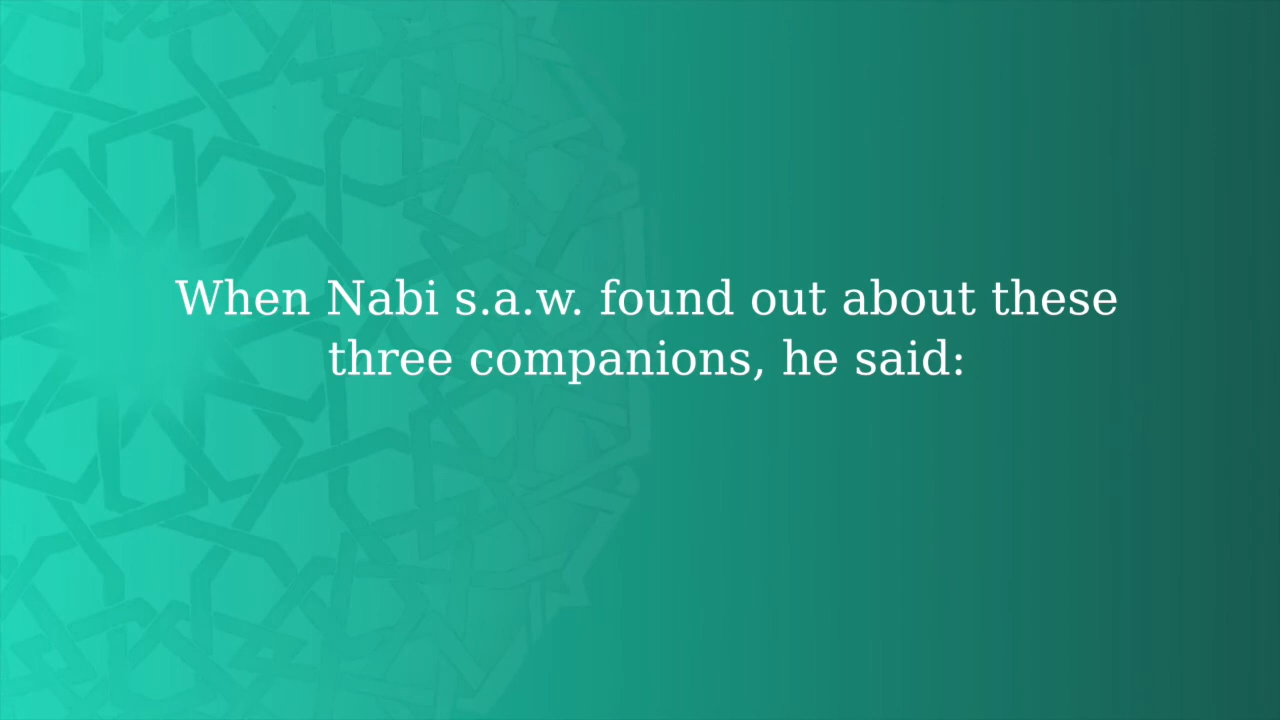 When Nabi s.a.w. found out about these
three companions, he said: